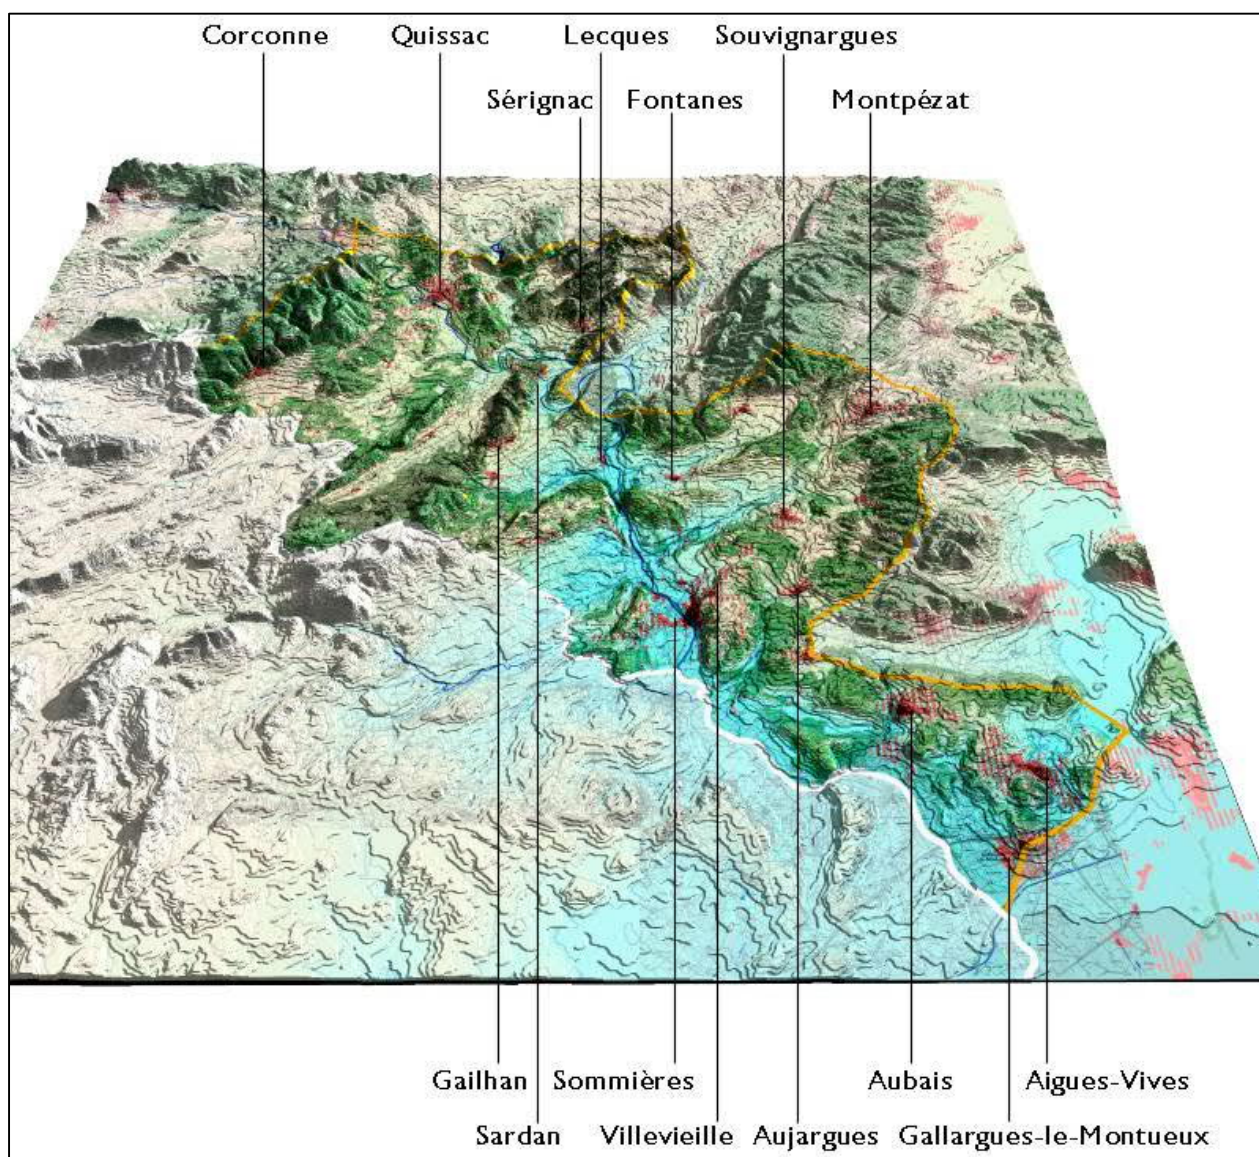 Corconne Quissac Lecques Souvignargues
Sérignac Fontanes Montpézat
Gailhan Sommières Aubais Aigues-Vives
Sardan Villevieille Aujargues Gallargues-le-Montueux